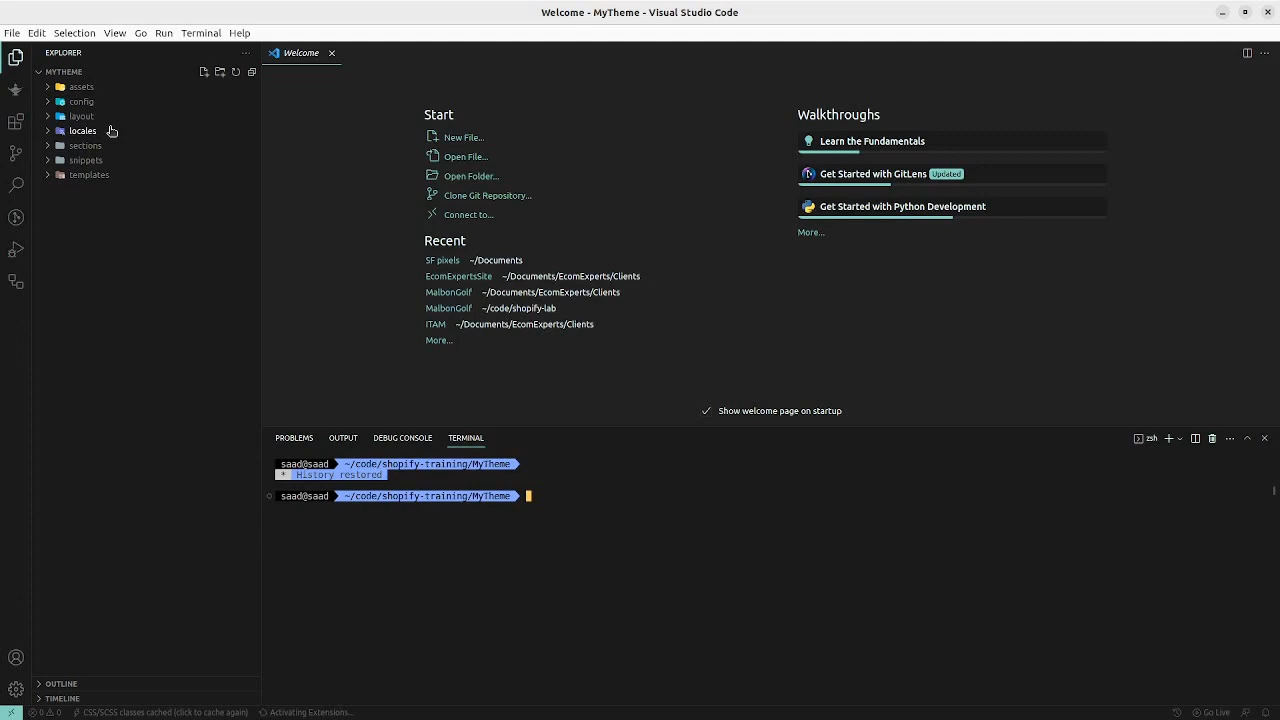 Welcome - MyTheme - Visual Studio Code
File Edit Selection View Go Run Terminal Help
EXPLORER
MYTHEME
assets
config
layout
locales
sections
snippets
templates
OUTLINE
TIMELINE
Welcome
Start
New File...
Open File...
Open Folder...
Clone Git Repository...
Connect to...
Recent
SF pixels ~/Documents
EcomExpertsSite ~/Documents/EcomExperts/Clients
MalbonGolf ~/Documents/EcomExperts/Clients
MalbonGolf ~/code/shopify-lab
ITAM ~/Documents/EcomExperts/Clients
More...
Walkthroughs
Learn the Fundamentals
Get Started with GitLens Updated
Get Started with Python Development
More...
Show welcome page on startup
PROBLEMS OUTPUT DEBUG CONSOLE TERMINAL
zsh
saad@saad ~/code/shopify-training/MyTheme
* History restored
saad@saad ~/code/shopify-training/MyTheme
0 0 CSS/SCSS classes cached (click to cache again) Activating Extensions... Go Live